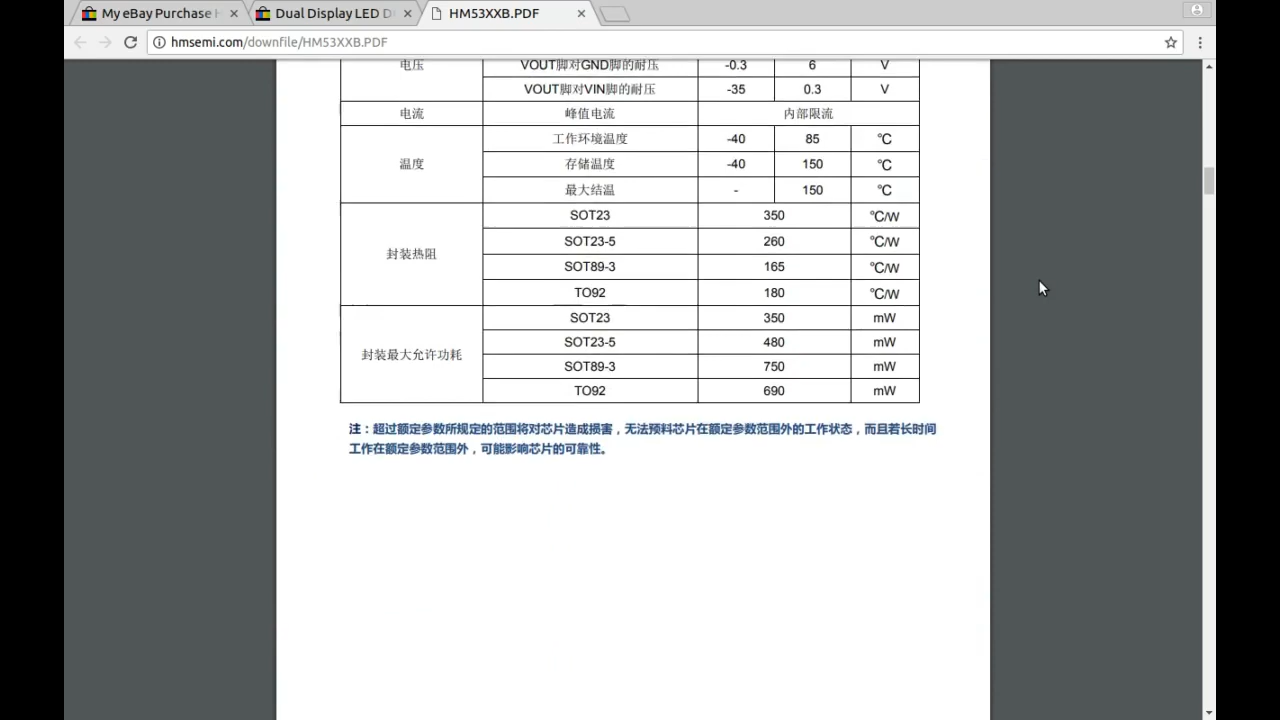 My eBay Purchase H
Dual Display LED D
HM53XXB.PDF
hmsemi.com/downfile/HM53XXB.PDF
电压 VOUT脚对GND脚的耐压 -0.3 6 V
VOUT脚对VIN脚的耐压 -35 0.3 V
电流 峰值电流 内部限流
温度 工作环境温度 -40 85 ℃
存储温度 -40 150 ℃
最大结温 - 150 ℃
封装热阻 SOT23 350 ℃/W
SOT23-5 260 ℃/W
SOT89-3 165 ℃/W
TO92 180 ℃/W
封装最大允许功耗 SOT23 350 mW
SOT23-5 480 mW
SOT89-3 750 mW
TO92 690 mW
注：超过额定参数所规定的范围将对芯片造成损害，无法预料芯片在额定参数范围外的工作状态，而且若长时间
工作在额定参数范围外，可能影响芯片的可靠性。